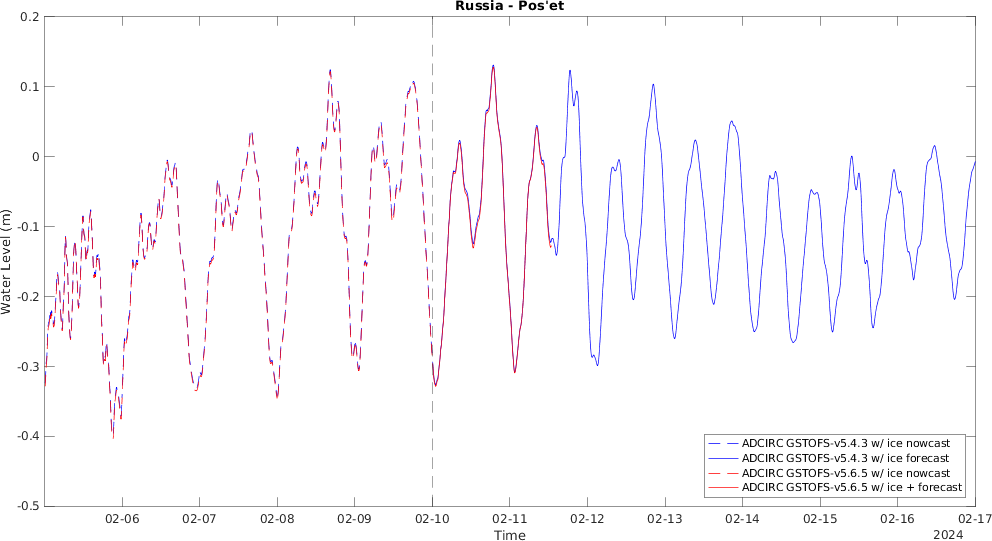 Russia - Pos'et
0.2
0.1
0
-0.1
-0.2
-0.3
-0.4
-0.5
Water Level (m)
ADCIRC GSTOFS-v5.4.3 w/ ice nowcast
ADCIRC GSTOFS-v5.4.3 w/ ice forecast
ADCIRC GSTOFS-v5.6.5 w/ ice nowcast
ADCIRC GSTOFS-v5.6.5 w/ ice + forecast
02-06 02-07 02-08 02-09 02-10 02-11 02-12 02-13 02-14 02-15 02-16 02-17
Time
2024